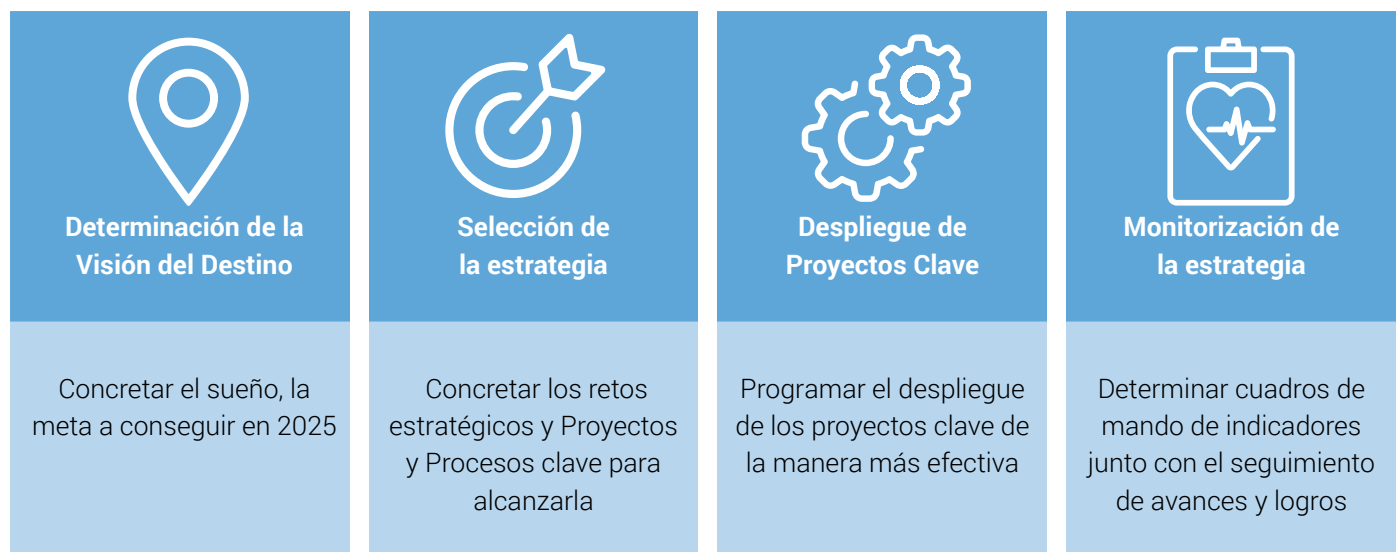 Determinación de la
Visión del Destino
Concretar el sueño, la
meta a conseguir en 2025
Selección de
la estrategia
Concretar los retos
estratégicos y Proyectos
y Procesos clave para
alcanzarla
Despliegue de
Proyectos Clave
Programar el despliegue
de los proyectos clave de
la manera más efectiva
Monitorización de
la estrategia
Determinar cuadros de
mando de indicadores
junto con el seguimiento
de avances y logros